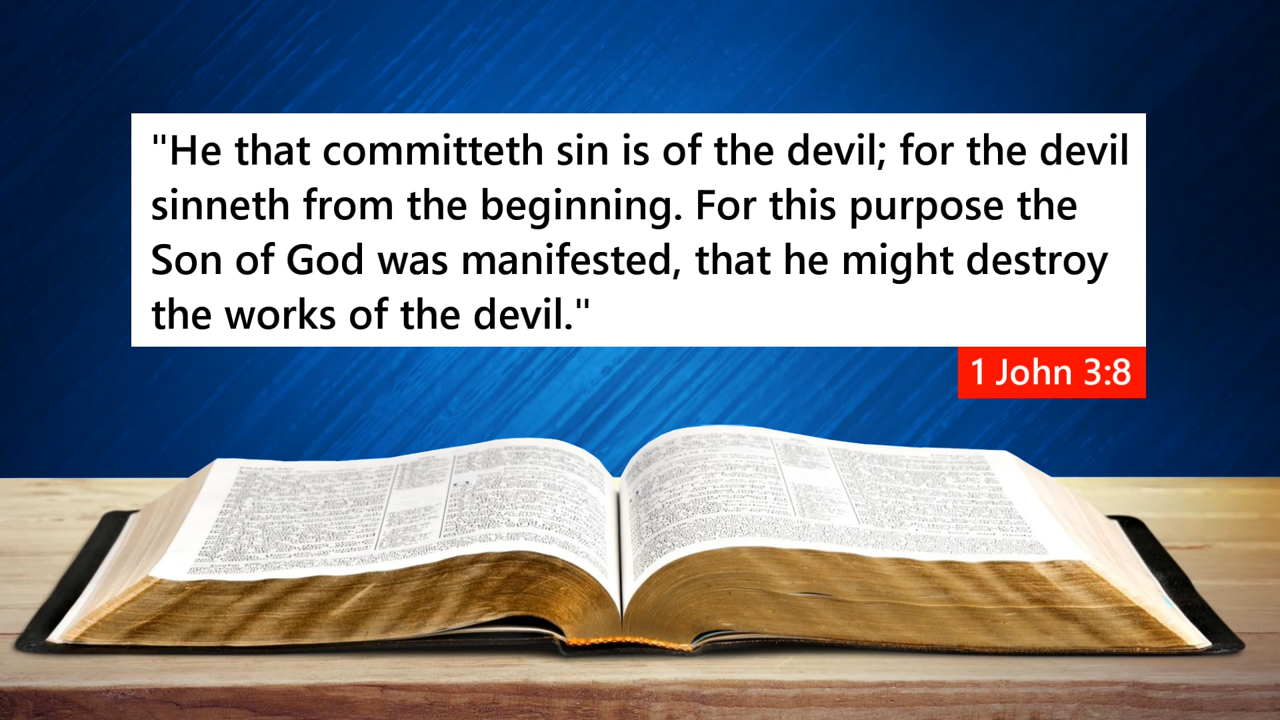 "He that committeth sin is of the devil; for the devil
sinneth from the beginning. For this purpose the
Son of God was manifested, that he might destroy
the works of the devil."
1 John 3:8